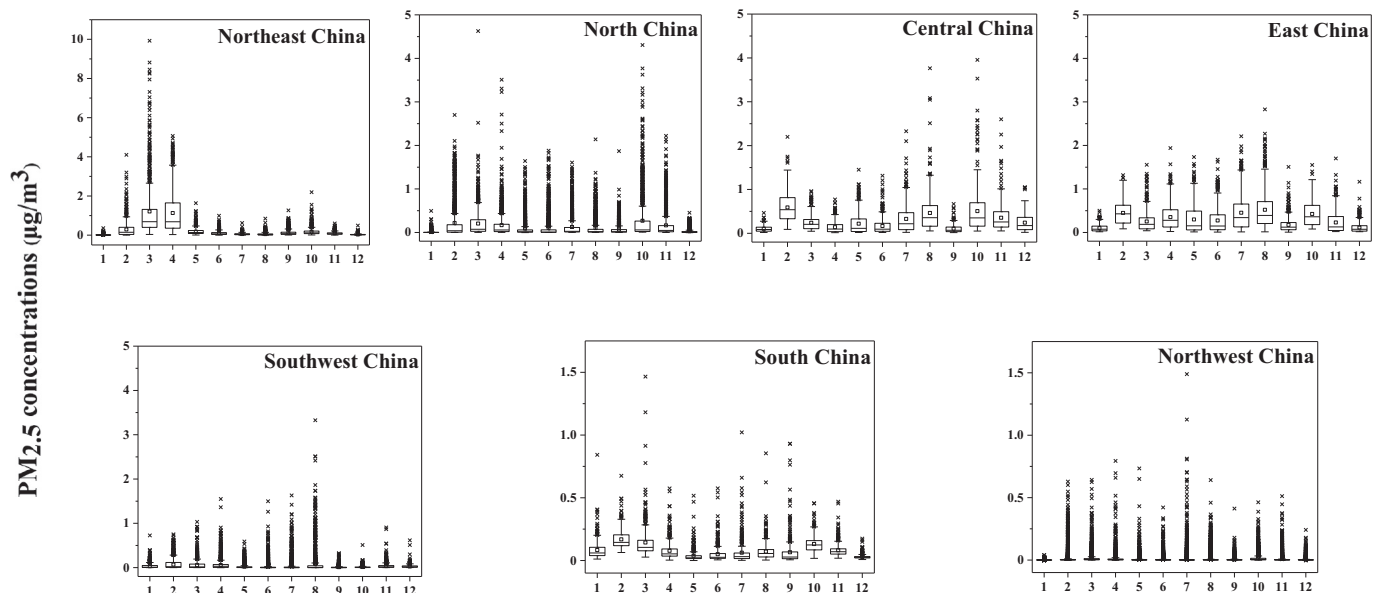 PM2.5 concentrations (µg/m3)
Northeast China
10
8
6
4
2
0
1 2 3 4 5 6 7 8 9 10 11 12
North China
5
4
3
2
1
0
1 2 3 4 5 6 7 8 9 10 11 12
Central China
5
4
3
2
1
0
1 2 3 4 5 6 7 8 9 10 11 12
East China
5
4
3
2
1
0
1 2 3 4 5 6 7 8 9 10 11 12
Southwest China
5
4
3
2
1
0
1 2 3 4 5 6 7 8 9 10 11 12
South China
1.5
1.0
0.5
0
1 2 3 4 5 6 7 8 9 10 11 12
Northwest China
1.5
1.0
0.5
0
1 2 3 4 5 6 7 8 9 10 11 12